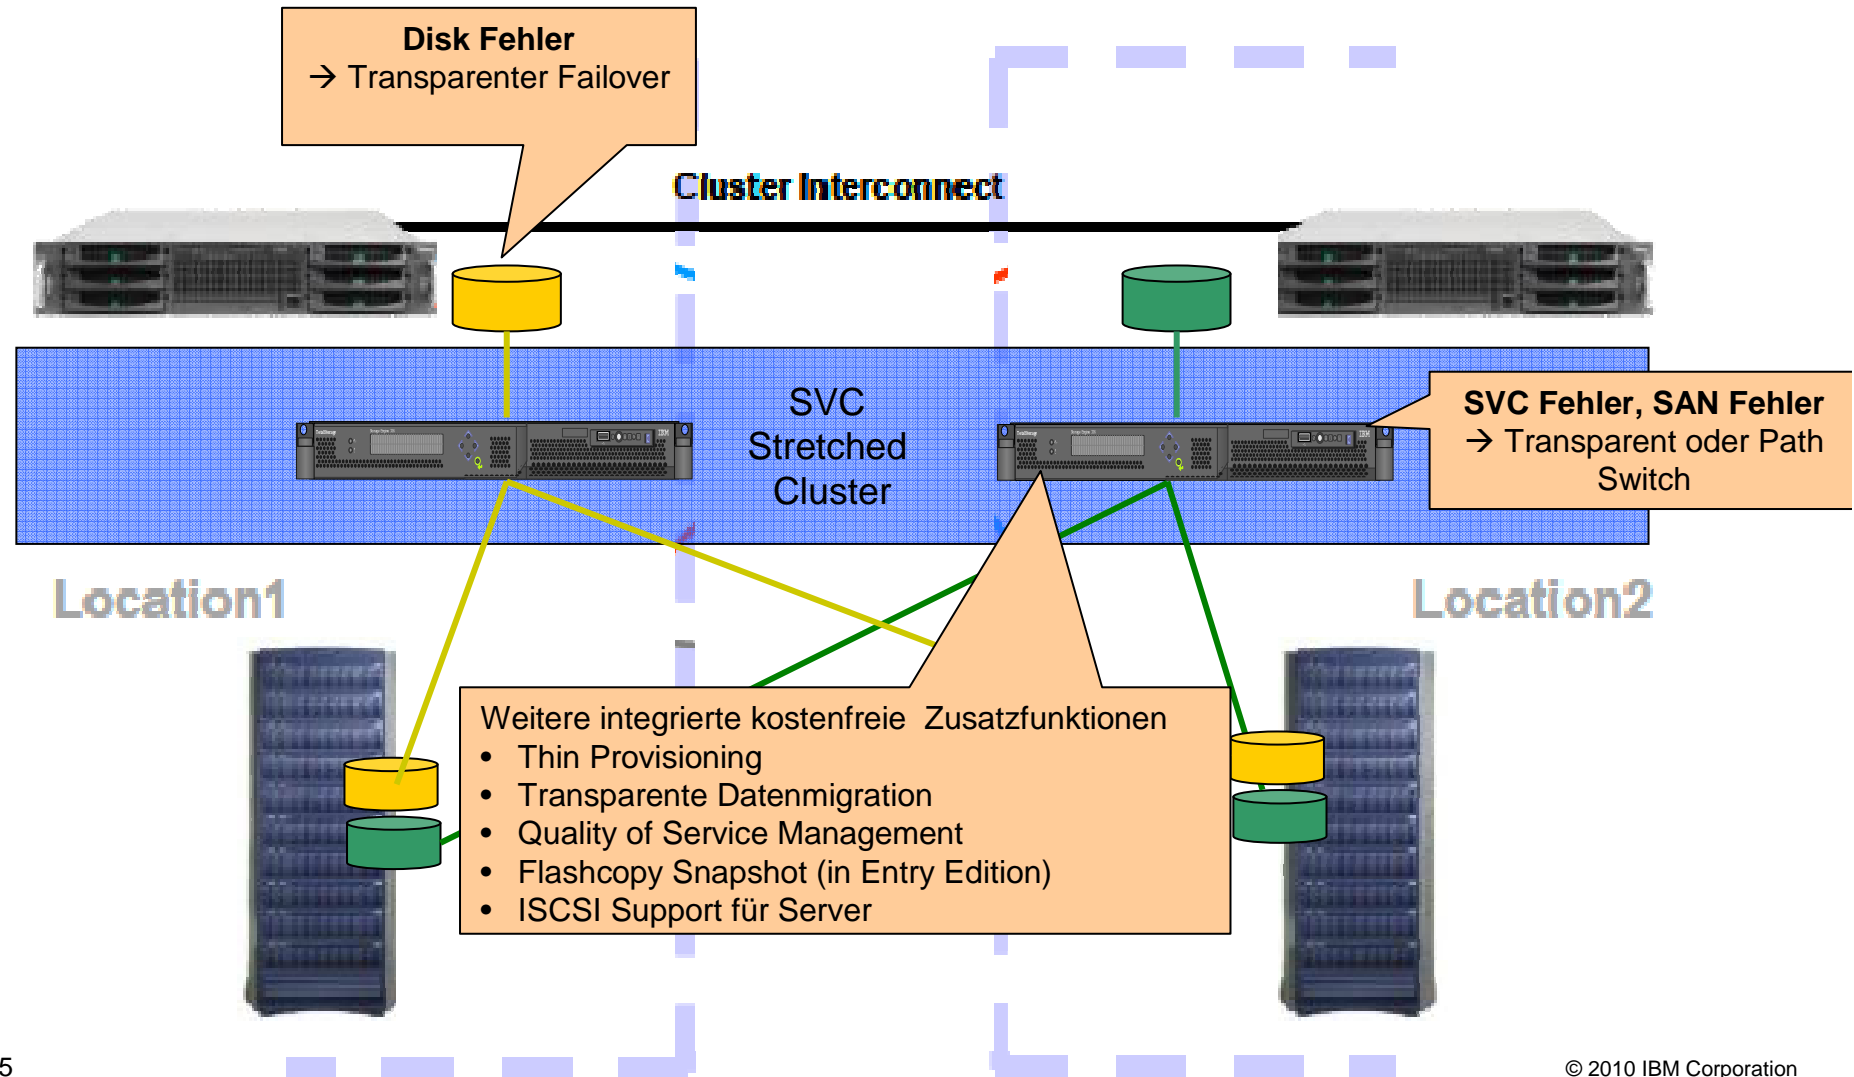 Disk Fehler
→ Transparenter Failover
Cluster Interconnect
SVC
Stretched
Cluster
SVC Fehler, SAN Fehler
→ Transparent oder Path
Switch
Location1
Location2
Weitere integrierte kostenfreie Zusatzfunktionen
• Thin Provisioning
• Transparente Datenmigration
• Quality of Service Management
• Flashcopy Snapshot (in Entry Edition)
• ISCSI Support für Server
5
© 2010 IBM Corporation